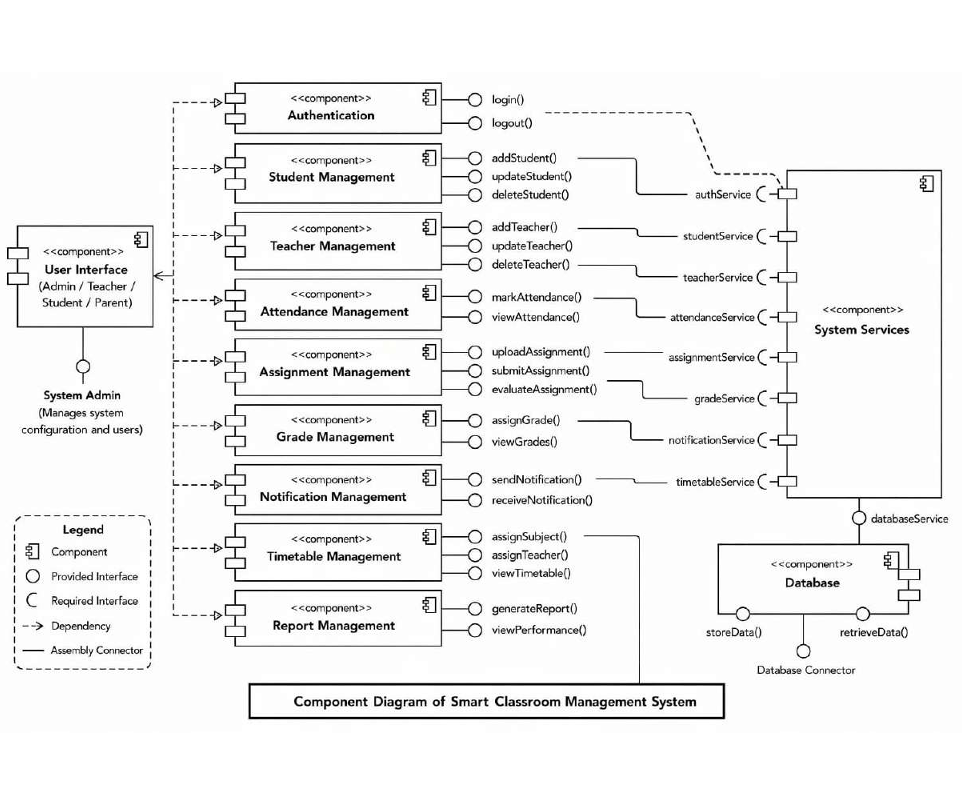 <<component>>
Authentication
login()
logout()
<<component>>
Student Management
addStudent()
updateStudent()
deleteStudent()
<<component>>
Teacher Management
addTeacher()
updateTeacher()
deleteTeacher()
<<component>>
Attendance Management
markAttendance()
viewAttendance()
<<component>>
Assignment Management
uploadAssignment()
submitAssignment()
evaluateAssignment()
<<component>>
Grade Management
assignGrade()
viewGrades()
<<component>>
Notification Management
sendNotification()
receiveNotification()
<<component>>
Timetable Management
assignSubject()
assignTeacher()
viewTimetable()
<<component>>
Report Management
generateReport()
viewPerformance()
<<component>>
User Interface
(Admin / Teacher /
Student / Parent)
System Admin
(Manages system
configuration and users)
authService
studentService
teacherService
attendanceService
assignmentService
gradeService
notificationService
timetableService
<<component>>
System Services
databaseService
<<component>>
Database
storeData()
retrieveData()
Database Connector
Legend
Component
Provided Interface
Required Interface
Dependency
Assembly Connector
Component Diagram of Smart Classroom Management System